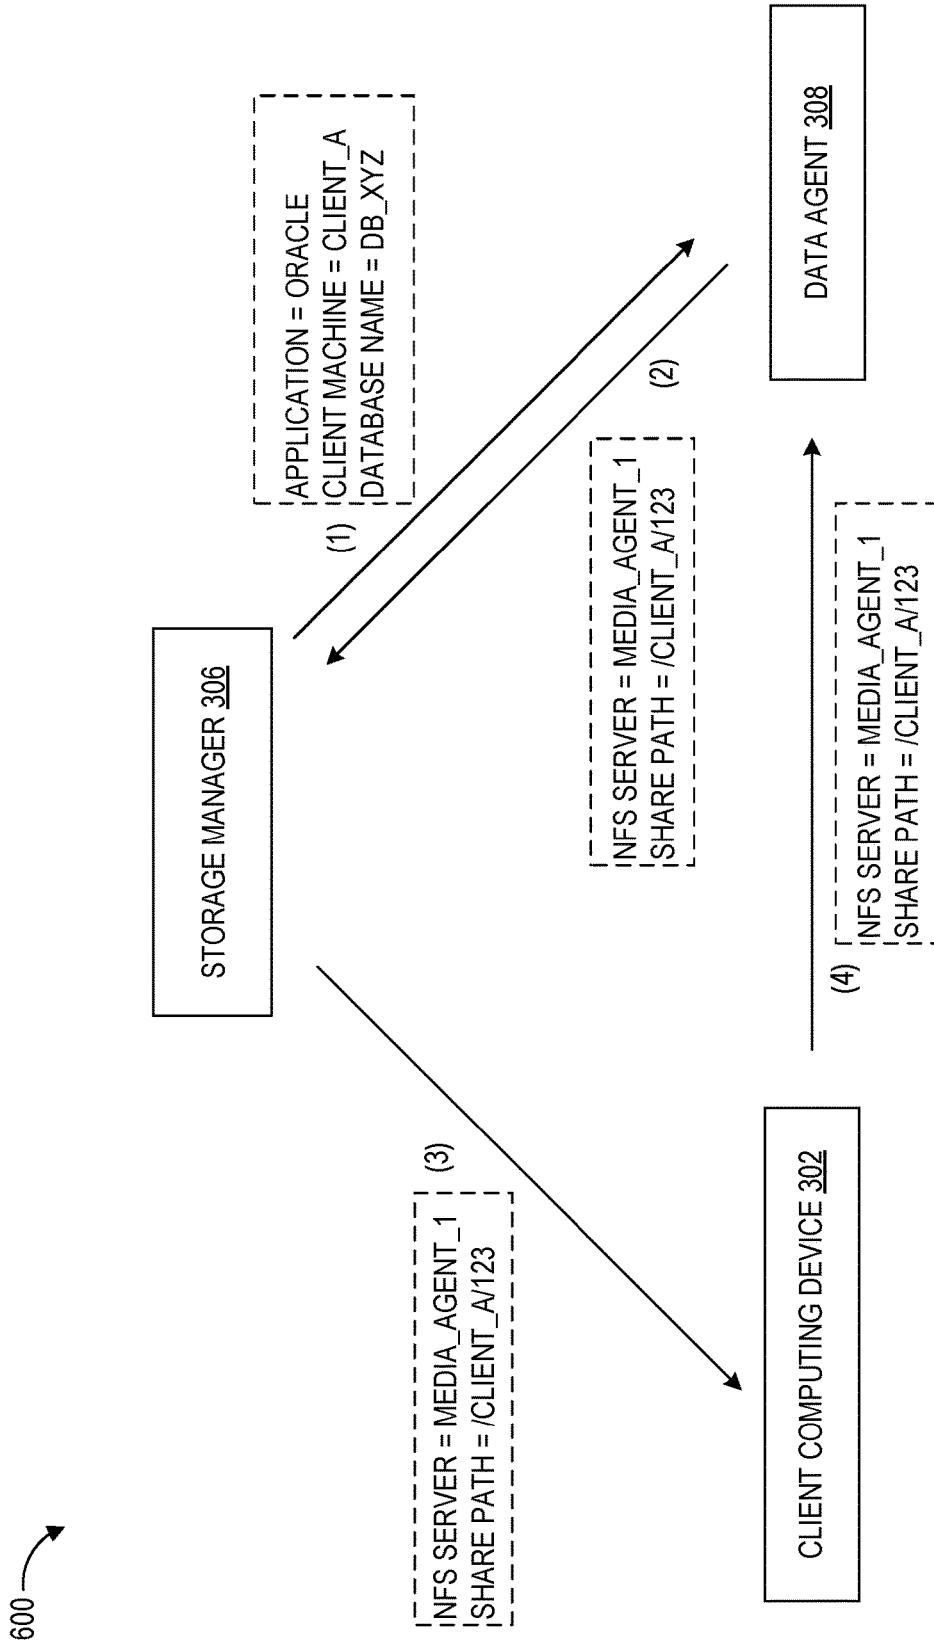 600
STORAGE MANAGER 306
APPLICATION = ORACLE
CLIENT MACHINE = CLIENT_A
DATABASE NAME = DB_XYZ
(1)
(2)
NFS SERVER = MEDIA_AGENT_1
SHARE PATH = /CLIENT_A/123
(3)
NFS SERVER = MEDIA_AGENT_1
SHARE PATH = /CLIENT_A/123
CLIENT COMPUTING DEVICE 302
(4)
NFS SERVER = MEDIA_AGENT_1
SHARE PATH = /CLIENT_A/123
DATA AGENT 308